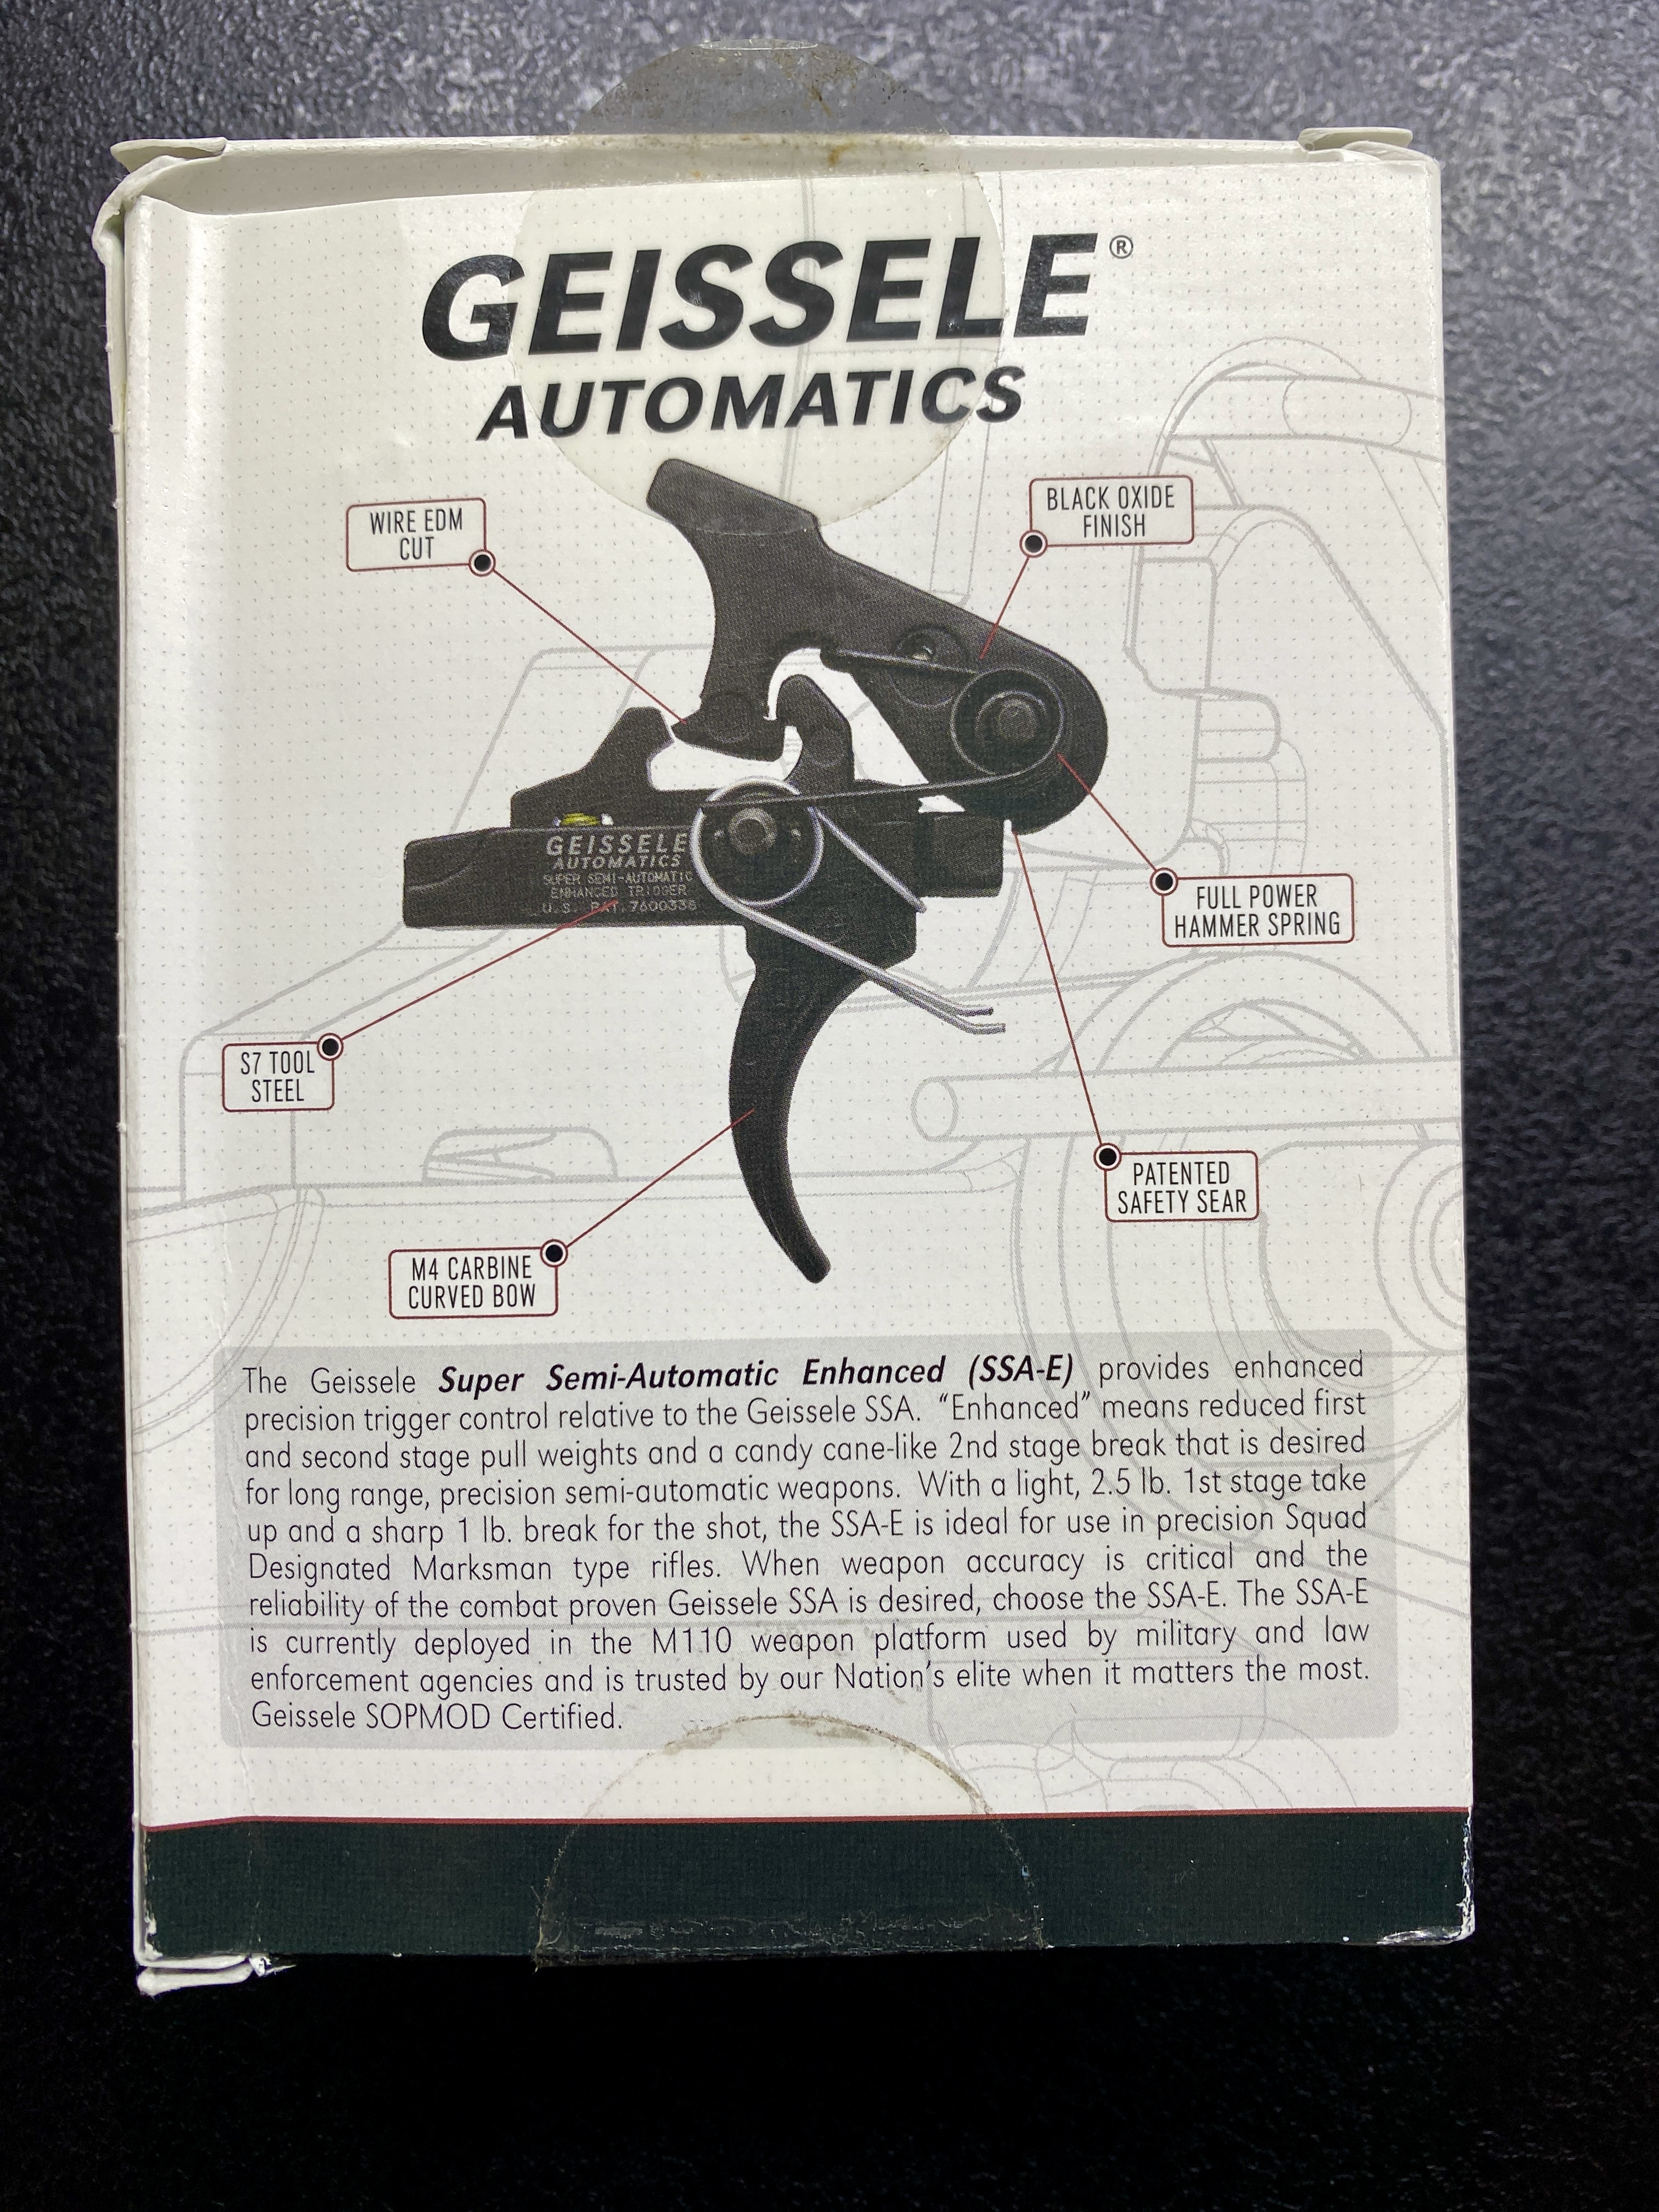 GEISSELE®
AUTOMATICS
WIRE EDM
CUT
BLACK OXIDE
FINISH
GEISSELE
AUTOMATICS
SUPER SEMI-AUTOMATIC
ENHANCED TRIGGER
U.S. PAT. 7600338
FULL POWER
HAMMER SPRING
S7 TOOL
STEEL
PATENTED
SAFETY SEAR
M4 CARBINE
CURVED BOW
The Geissele Super Semi-Automatic Enhanced (SSA-E) provides enhanced
precision trigger control relative to the Geissele SSA. “Enhanced” means reduced first
and second stage pull weights and a candy cane-like 2nd stage break that is desired
for long range, precision semi-automatic weapons. With a light, 2.5 lb. 1st stage take
up and a sharp 1 lb. break for the shot, the SSA-E is ideal for use in precision Squad
Designated Marksman type rifles. When weapon accuracy is critical and the
reliability of the combat proven Geissele SSA is desired, choose the SSA-E. The SSA-E
is currently deployed in the M110 weapon platform used by military and law
enforcement agencies and is trusted by our Nation’s elite when it matters the most.
Geissele SOPMOD Certified.